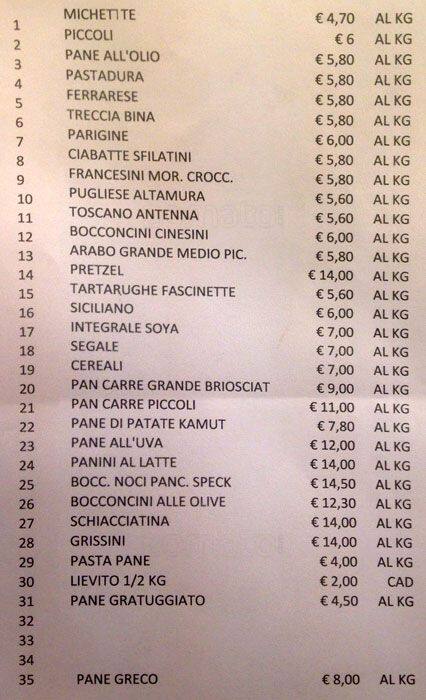 1 MICHETTE € 4,70 AL KG
2 PICCOLI € 6 AL KG
3 PANE ALL'OLIO € 5,80 AL KG
4 PASTADURA € 5,80 AL KG
5 FERRARESE € 5,80 AL KG
6 TRECCIA BINA € 5,80 AL KG
7 PARIGINE € 6,00 AL KG
8 CIABATTE SFILATINI € 5,80 AL KG
9 FRANCESINI MOR. CROCC. € 5,80 AL KG
10 PUGLIESE ALTAMURA € 5,60 AL KG
11 TOSCANO ANTENNA € 5,60 AL KG
12 BOCCONCINI CINESINI € 6,00 AL KG
13 ARABO GRANDE MEDIO PIC. € 5,80 AL KG
14 PRETZEL € 14,00 AL KG
15 TARTARUGHE FASCINETTE € 5,60 AL KG
16 SICILIANO € 6,00 AL KG
17 INTEGRALE SOYA € 7,00 AL KG
18 SEGALE € 7,00 AL KG
19 CEREALI € 7,00 AL KG
20 PAN CARRE GRANDE BRIOSCIAT € 9,00 AL KG
21 PAN CARRE PICCOLI € 11,00 AL KG
22 PANE DI PATATE KAMUT € 7,80 AL KG
23 PANE ALL'UVA € 12,00 AL KG
24 PANINI AL LATTE € 14,00 AL KG
25 BOCC. NOCI PANC. SPECK € 14,50 AL KG
26 BOCCONCINI ALLE OLIVE € 12,30 AL KG
27 SCHIACCIATINA € 14,00 AL KG
28 GRISSINI € 14,00 AL KG
29 PASTA PANE € 4,00 AL KG
30 LIEVITO 1/2 KG € 2,00 CAD
31 PANE GRATUGGIATO € 4,50 AL KG
32
33
34
35 PANE GRECO € 8,00 AL KG